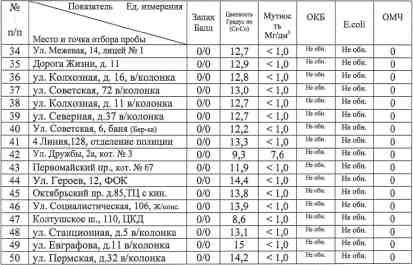 № п/п | Показатель Ед. измерения Место и точка отбора пробы | Запах Балл | Цветность Градус по (Cr-Co) | Мутность Мг/дм³ | ОКБ | E.coli | ОМЧ
34 | Ул. Межевая, 14, лицей № 1 | 0/0 | 12,7 | < 1,0 | Не обн. | Не обн. | 0
35 | Дорога Жизни, д. 11 | 0/0 | 12,9 | < 1,0 | Не обн. | Не обн. | 0
36 | ул. Колхозная, д. 16, в/колонка | 0/0 | 12,8 | < 1,0 | Не обн. | Не обн. | 0
37 | ул. Советская, 72 в/колонка | 0/0 | 13,0 | < 1,0 | Не обн. | Не обн. | 0
38 | ул. Колхозная, д. 11 в/колонка | 0/0 | 12,7 | < 1,0 | Не обн. | Не обн. | 0
39 | ул. Северная, д.37 в/колонка | 0/0 | 12,7 | < 1,0 | Не обн. | Не обн. | 0
40 | Ул. Советская, 6, баня (Бер-ка) | 0/0 | 12,2 | < 1,0 | Не обн. | Не обн. | 0
41 | 4 Линия,128, отделение полиции | 0/0 | 13,3 | < 1,0 | Не обн. | Не обн. | 0
42 | Ул. Дружбы, 2а, кот. № 3 | 0/0 | 9,3 | 7,6 | Не обн. | Не обн. | 0
43 | Первомайский пр., кот. № 67 | 0/0 | 11,9 | < 1,0 | Не обн. | Не обн. | 0
44 | Ул. Героев, 12, ФОК | 0/0 | 14,4 | < 1,0 | Не обн. | Не обн. | 0
45 | Октябрьский пр. д.85,ТЦ с кин. | 0/0 | 13,8 | < 1,0 | Не обн. | Не обн. | 0
46 | Ул. Социалистическая, 106, Ж/конс. | 0/0 | 13,9 | < 1,0 | Не обн. | Не обн. | 0
47 | Колтушское ш., 110, ЦКД | 0/0 | 8,6 | < 1,0 | Не обн. | Не обн. | 0
48 | ул. Станционная, д.5 в/колонка | 0/0 | 13,1 | < 1,0 | Не обн. | Не обн. | 0
49 | ул. Евграфова, д.11 в/колонка | 0/0 | 15 | < 1,0 | Не обн. | Не обн. | 0
50 | ул. Пермская, д.32 в/колонка | 0/0 | 14,2 | < 1,0 | Не обн. | Не обн. | 0